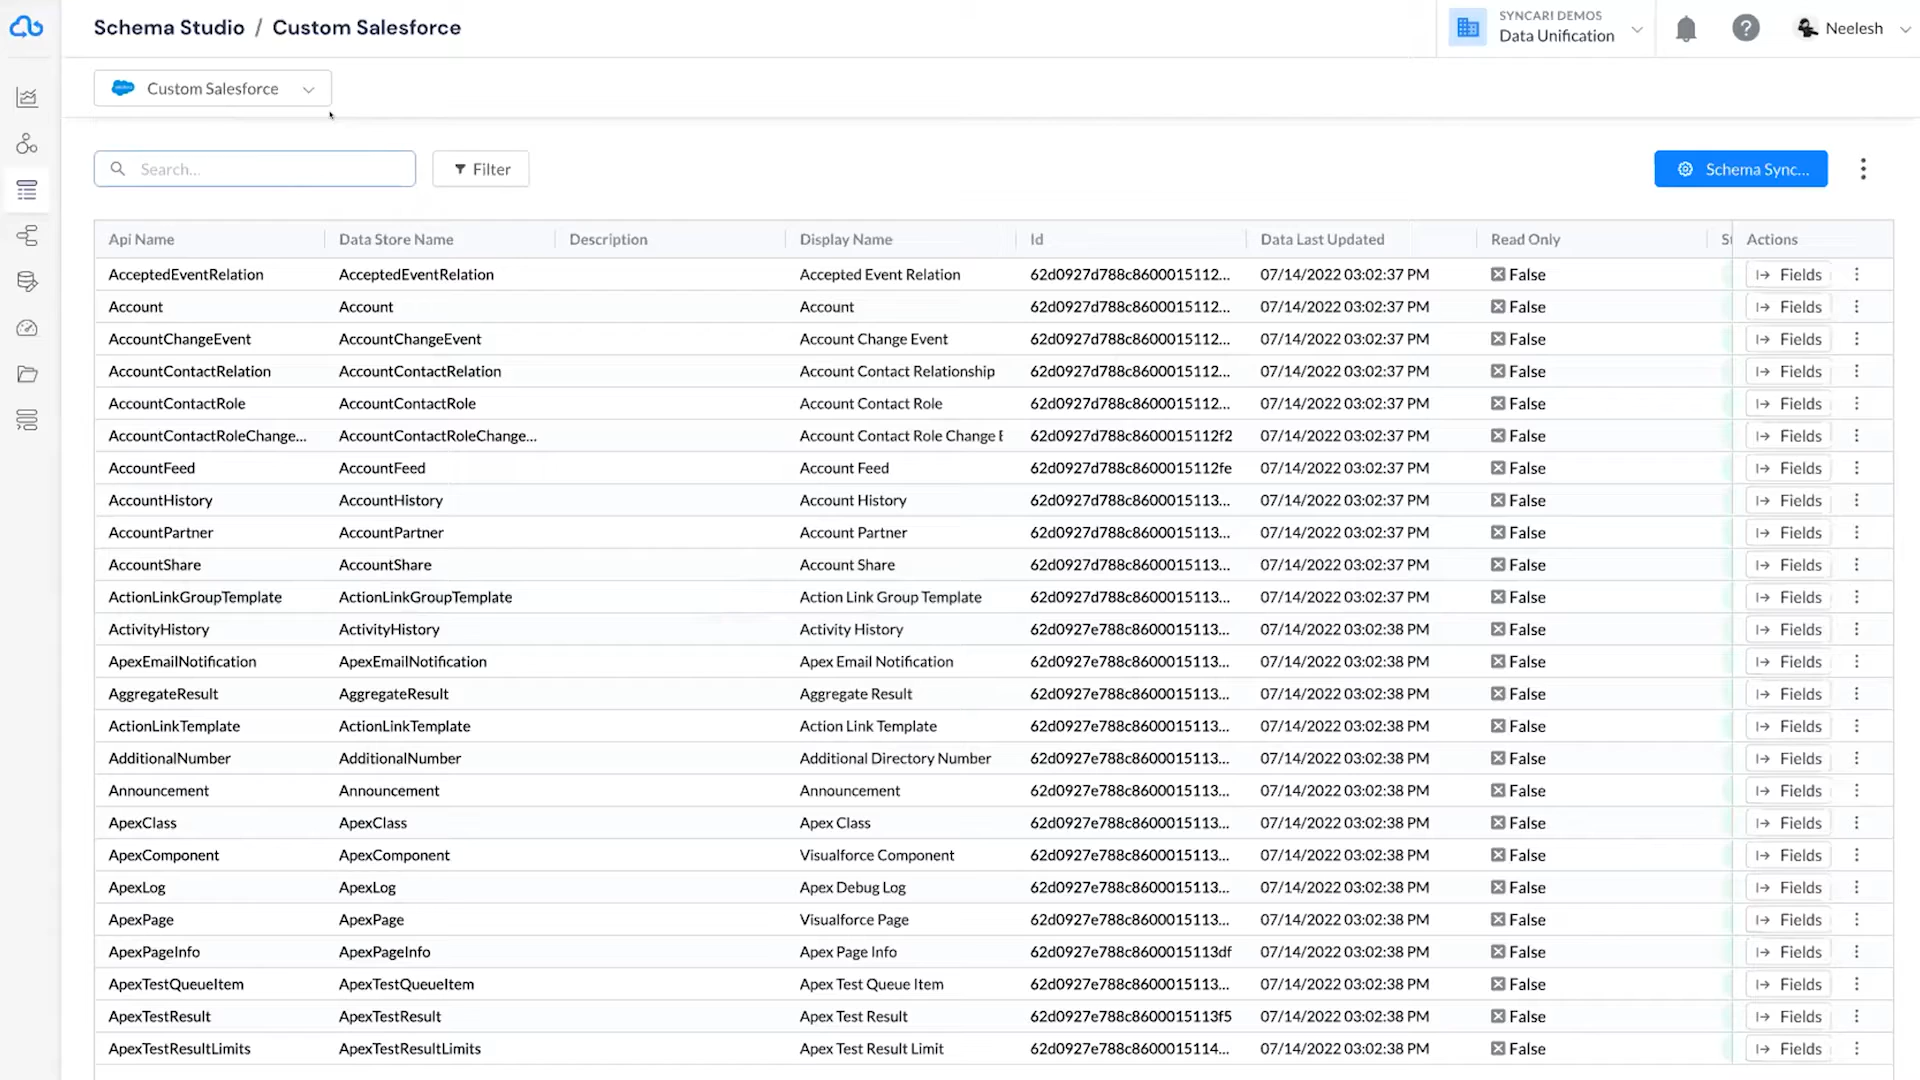 Schema Studio / Custom Salesforce
SYNCARI DEMOS
Data Unification
Neelesh
Custom Salesforce
Search...
Filter
Schema Sync...
Api Name Data Store Name Description Display Name Id Data Last Updated Read Only Actions
AcceptedEventRelation AcceptedEventRelation Accepted Event Relation 62d0927d788c8600015112... 07/14/2022 03:02:37 PM False Fields
Account Account Account 62d0927d788c8600015112... 07/14/2022 03:02:37 PM False Fields
AccountChangeEvent AccountChangeEvent Account Change Event 62d0927d788c8600015112... 07/14/2022 03:02:37 PM False Fields
AccountContactRelation AccountContactRelation Account Contact Relationship 62d0927d788c8600015112... 07/14/2022 03:02:37 PM False Fields
AccountContactRole AccountContactRole Account Contact Role 62d0927d788c8600015112... 07/14/2022 03:02:37 PM False Fields
AccountContactRoleChange... AccountContactRoleChange... Account Contact Role Change 62d0927d788c8600015112f2 07/14/2022 03:02:37 PM False Fields
AccountFeed AccountFeed Account Feed 62d0927d788c8600015112fe 07/14/2022 03:02:37 PM False Fields
AccountHistory AccountHistory Account History 62d0927d788c8600015113... 07/14/2022 03:02:37 PM False Fields
AccountPartner AccountPartner Account Partner 62d0927d788c8600015113... 07/14/2022 03:02:37 PM False Fields
AccountShare AccountShare Account Share 62d0927d788c8600015113... 07/14/2022 03:02:37 PM False Fields
ActionLinkGroupTemplate ActionLinkGroupTemplate Action Link Group Template 62d0927d788c8600015113... 07/14/2022 03:02:37 PM False Fields
ActivityHistory ActivityHistory Activity History 62d0927e788c8600015113... 07/14/2022 03:02:38 PM False Fields
ApexEmailNotification ApexEmailNotification Apex Email Notification 62d0927e788c8600015113... 07/14/2022 03:02:38 PM False Fields
AggregateResult AggregateResult Aggregate Result 62d0927e788c8600015113... 07/14/2022 03:02:38 PM False Fields
ActionLinkTemplate ActionLinkTemplate Action Link Template 62d0927e788c8600015113... 07/14/2022 03:02:38 PM False Fields
AdditionalNumber AdditionalNumber Additional Directory Number 62d0927e788c8600015113... 07/14/2022 03:02:38 PM False Fields
Announcement Announcement Announcement 62d0927e788c8600015113... 07/14/2022 03:02:38 PM False Fields
ApexClass ApexClass Apex Class 62d0927e788c8600015113... 07/14/2022 03:02:38 PM False Fields
ApexComponent ApexComponent Visualforce Component 62d0927e788c8600015113... 07/14/2022 03:02:38 PM False Fields
ApexLog ApexLog Apex Debug Log 62d0927e788c8600015113... 07/14/2022 03:02:38 PM False Fields
ApexPage ApexPage Visualforce Page 62d0927e788c8600015113... 07/14/2022 03:02:38 PM False Fields
ApexPageInfo ApexPageInfo Apex Page Info 62d0927e788c8600015113df 07/14/2022 03:02:38 PM False Fields
ApexTestQueueItem ApexTestQueueItem Apex Test Queue Item 62d0927e788c8600015113... 07/14/2022 03:02:38 PM False Fields
ApexTestResult ApexTestResult Apex Test Result 62d0927e788c8600015113f5 07/14/2022 03:02:38 PM False Fields
ApexTestResultLimits ApexTestResultLimits Apex Test Result Limit 62d0927e788c8600015114... 07/14/2022 03:02:38 PM False Fields